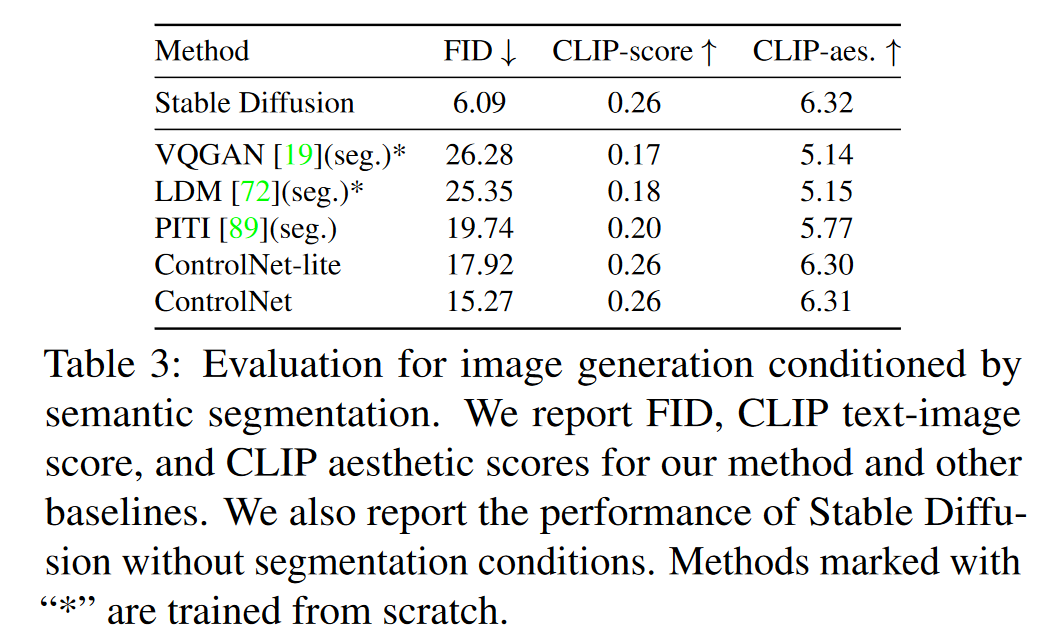 Method FID ↓ CLIP-score ↑ CLIP-aes. ↑
Stable Diffusion 6.09 0.26 6.32
VQGAN [19](seg.)* 26.28 0.17 5.14
LDM [72](seg.)* 25.35 0.18 5.15
PITI [89](seg.) 19.74 0.20 5.77
ControlNet-lite 17.92 0.26 6.30
ControlNet 15.27 0.26 6.31
Table 3: Evaluation for image generation conditioned by
semantic segmentation. We report FID, CLIP text-image
score, and CLIP aesthetic scores for our method and other
baselines. We also report the performance of Stable Diffu-
sion without segmentation conditions. Methods marked with
“*” are trained from scratch.